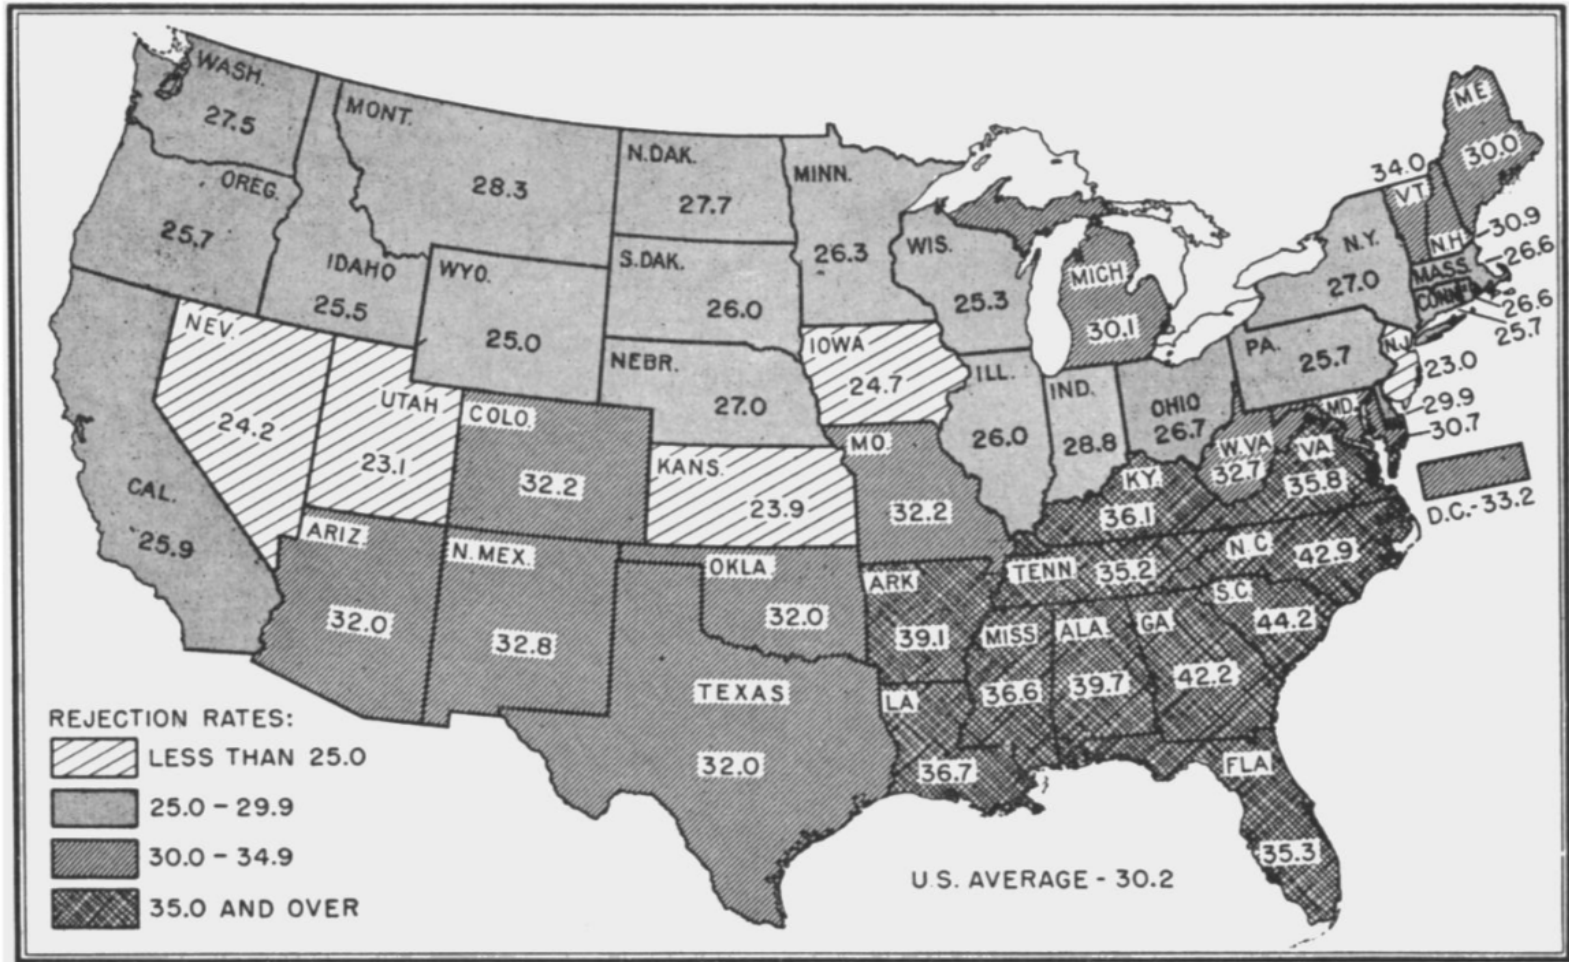 WASH.
27.5
OREG.
25.7
CAL.
25.9
NEV.
24.2
IDAHO
25.5
MONT.
28.3
WYO.
25.0
UTAH
23.1
ARIZ.
32.0
COLO.
32.2
N.MEX.
32.8
N.DAK.
27.7
S.DAK.
26.0
NEBR.
27.0
KANS.
23.9
OKLA.
32.0
TEXAS
32.0
MINN.
26.3
IOWA
24.7
MO.
32.2
ARK
39.1
LA
36.7
WIS.
25.3
ILL.
26.0
MICH.
30.1
IND.
28.8
OHIO
26.7
KY.
36.1
TENN
35.2
MISS
36.6
ALA.
39.7
GA
42.2
FLA.
35.3
S.C
44.2
N.C
42.9
VA.
35.8
W.VA
32.7
MD.
PA.
25.7
N.Y.
27.0
N.J.
23.0
29.9
30.7
D.C.-33.2
ME
30.0
34.0
VT
N.H
30.9
MASS.
26.6
CONN.
26.6
25.7
REJECTION RATES:
LESS THAN 25.0
25.0 – 29.9
30.0 – 34.9
35.0 AND OVER
U.S. AVERAGE - 30.2